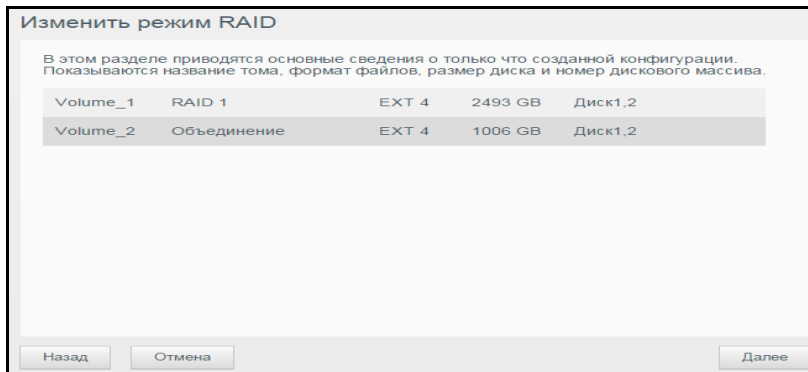 Изменить режим RAID
В этом разделе приводятся основные сведения о только что созданной конфигурации.
Показываются название тома, формат файлов, размер диска и номер дискового массива.
Volume_1 RAID 1 EXT 4 2493 GB Диск1,2
Volume_2 Объединение EXT 4 1006 GB Диск1,2
Назад Отмена Далее